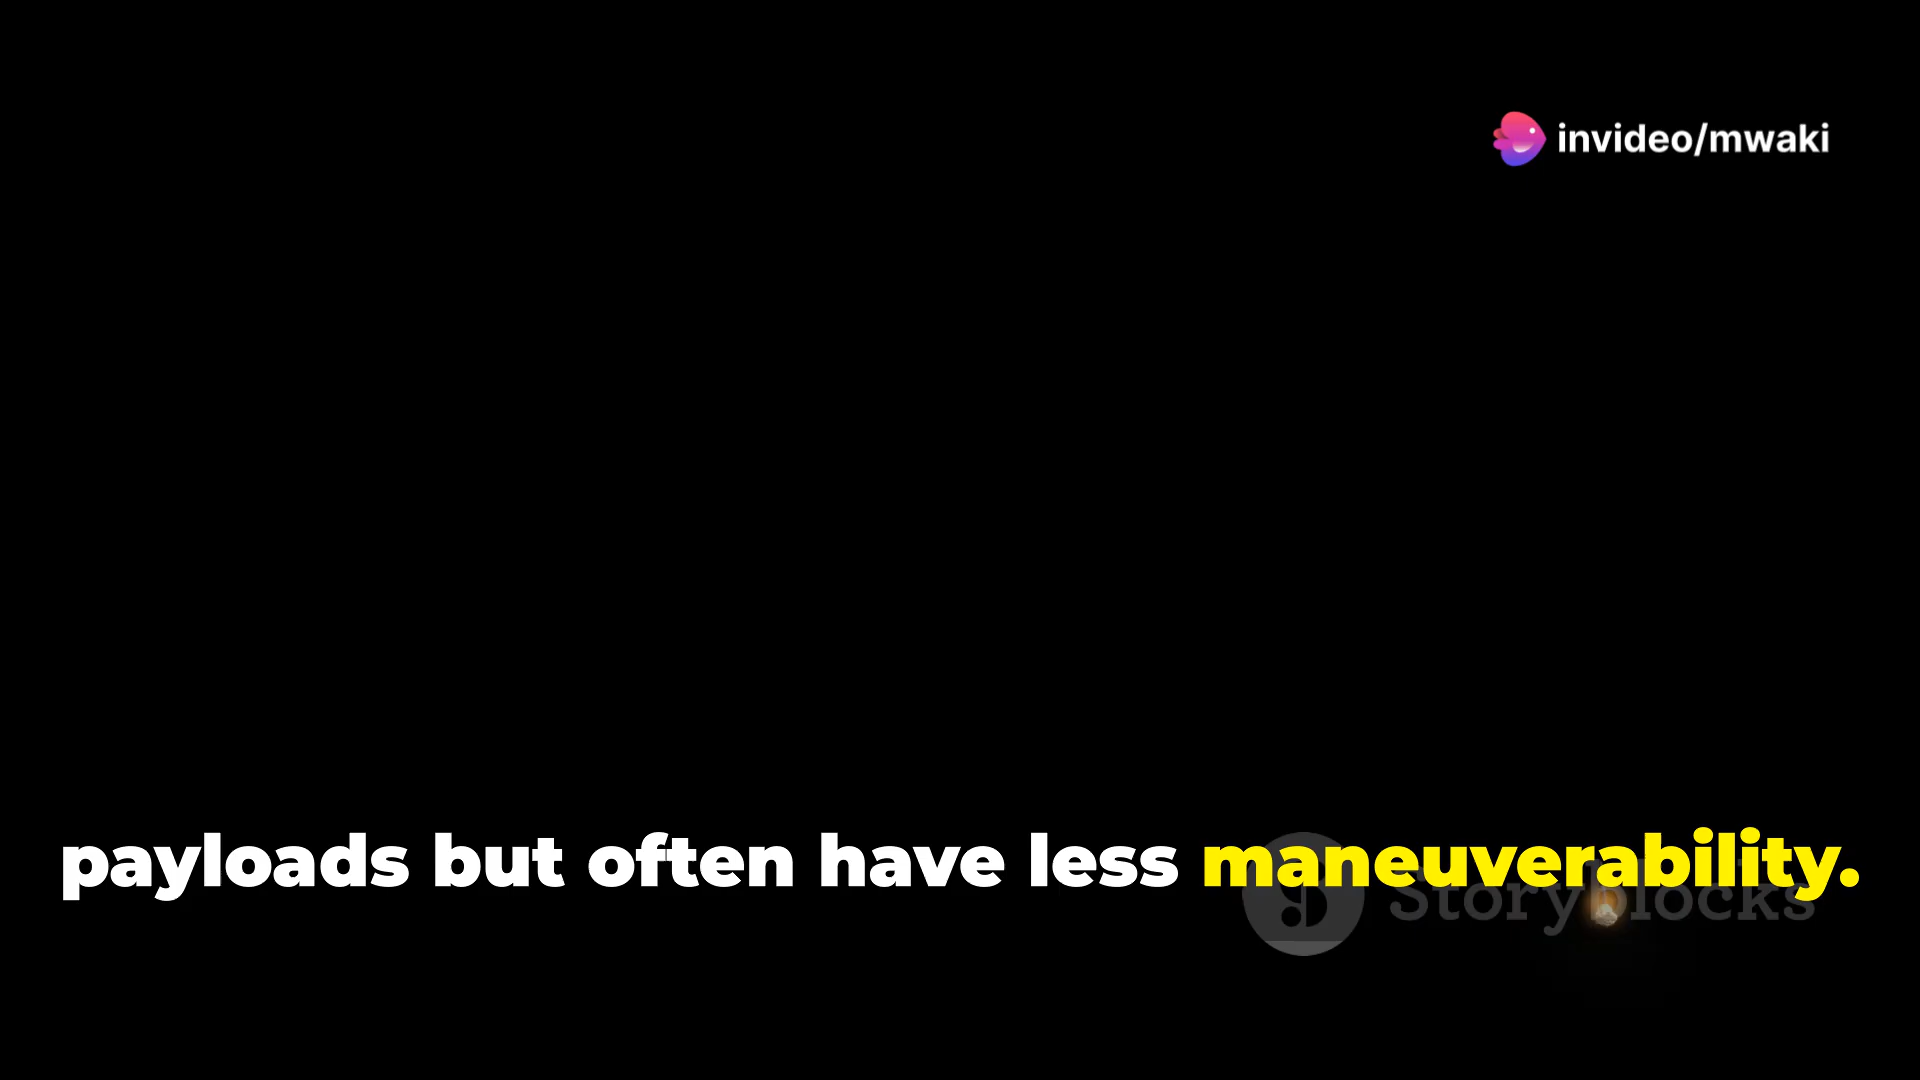 invideo/mwaki
payloads but often have less maneuverability.
Storyblocks